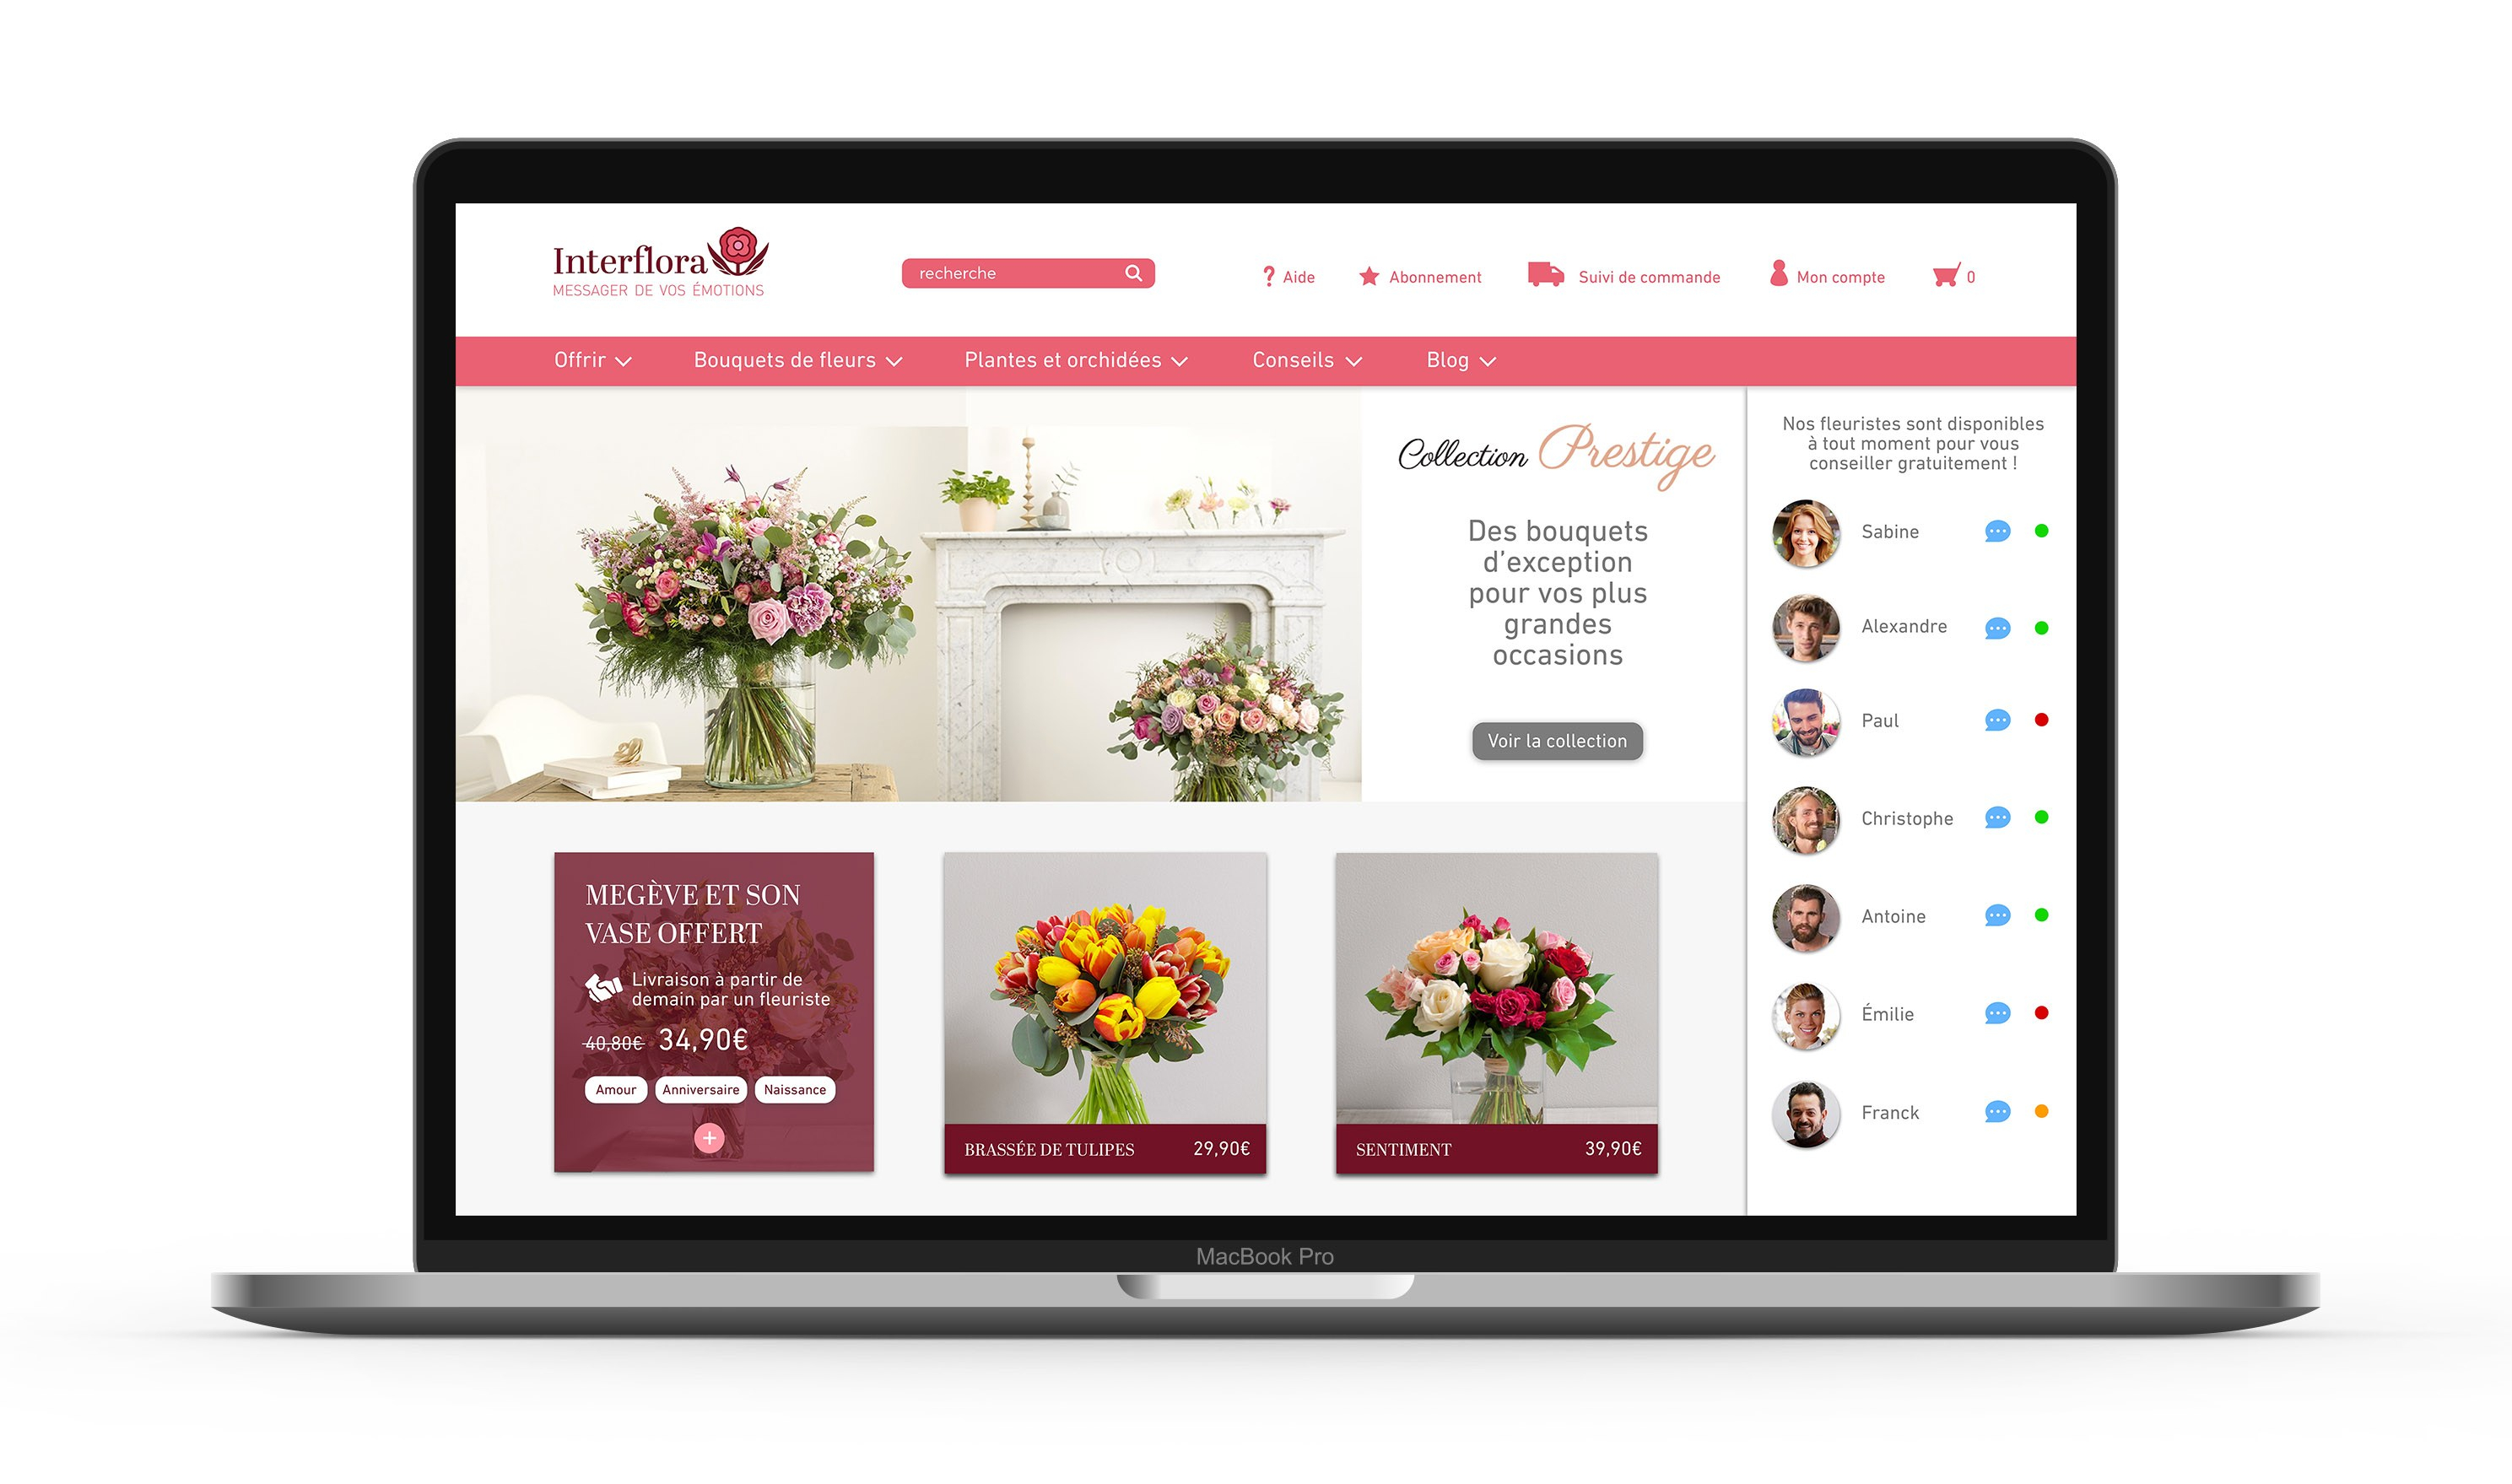 Interflora
MESSAGER DE VOS ÉMOTIONS
recherche
Aide
Abonnement
Suivi de commande
Mon compte
0
Offrir
Bouquets de fleurs
Plantes et orchidées
Conseils
Blog
Collection Prestige
Des bouquets
d'exception
pour vos plus
grandes
occasions
Voir la collection
Nos fleuristes sont disponibles
à tout moment pour vous
conseiller gratuitement !
Sabine
Alexandre
Paul
Christophe
Antoine
Émilie
Franck
MEGÈVE ET SON
VASE OFFERT
Livraison à partir de
demain par un fleuriste
40,80€ 34,90€
Amour
Anniversaire
Naissance
+
BRASSÉE DE TULIPES 29,90€
SENTIMENT 39,90€
MacBook Pro